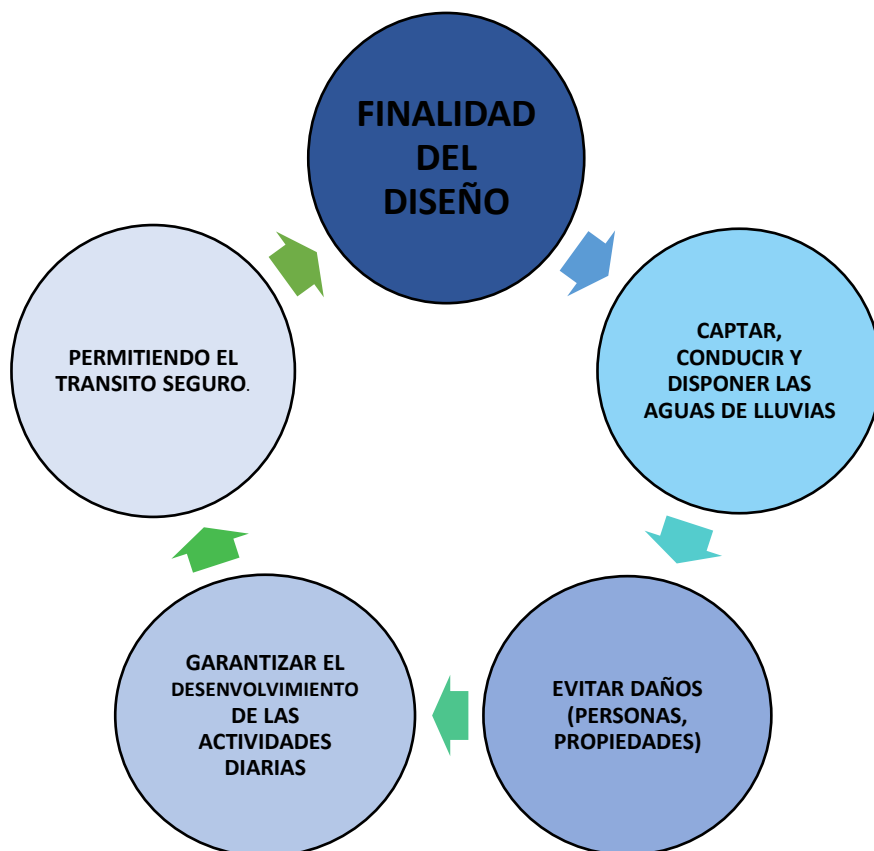 FINALIDAD
DEL
DISEÑO
CAPTAR,
CONDUCIR Y
DISPONER LAS
AGUAS DE LLUVIAS
EVITAR DAÑOS
(PERSONAS,
PROPIEDADES)
GARANTIZAR EL
DESENVOLVIMIENTO
DE LAS
ACTIVIDADES
DIARIAS
PERMITIENDO EL
TRANSITO SEGURO.